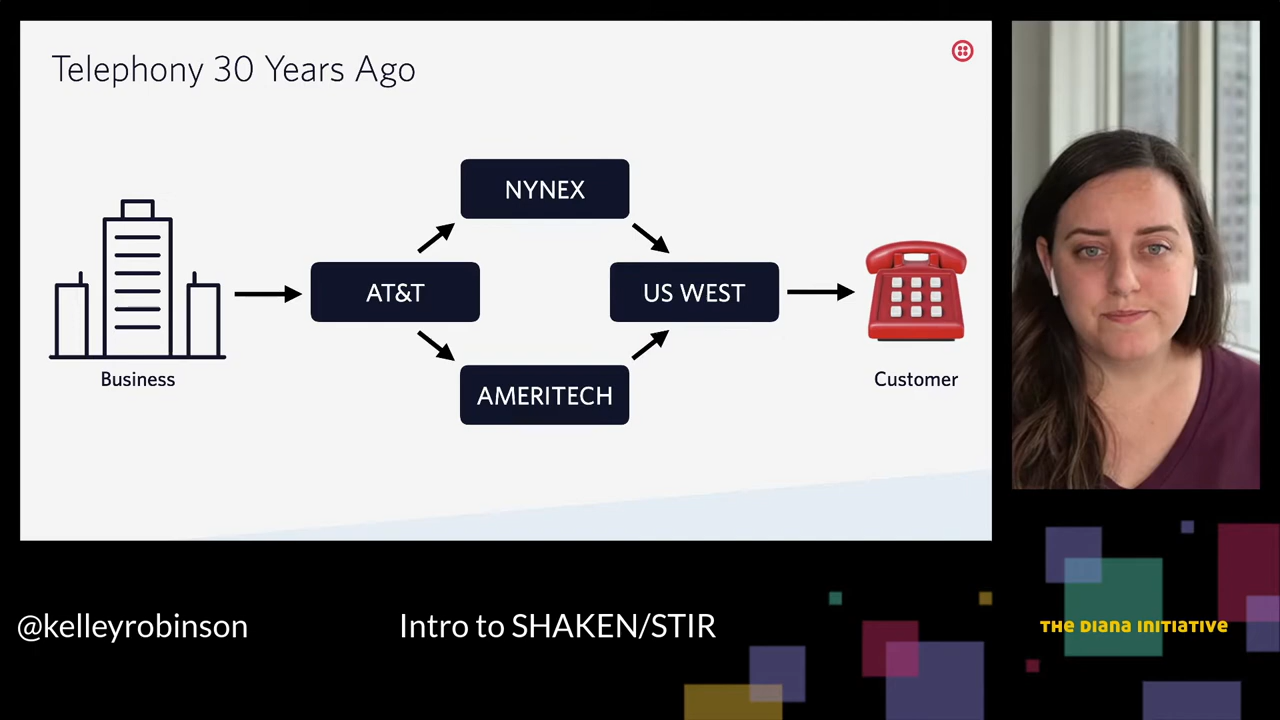 Telephony 30 Years Ago
NYNEX
AT&T
US WEST
AMERITECH
Business
Customer
@kelleyrobinson
Intro to SHAKEN/STIR
THE DIANA INITIATIVE